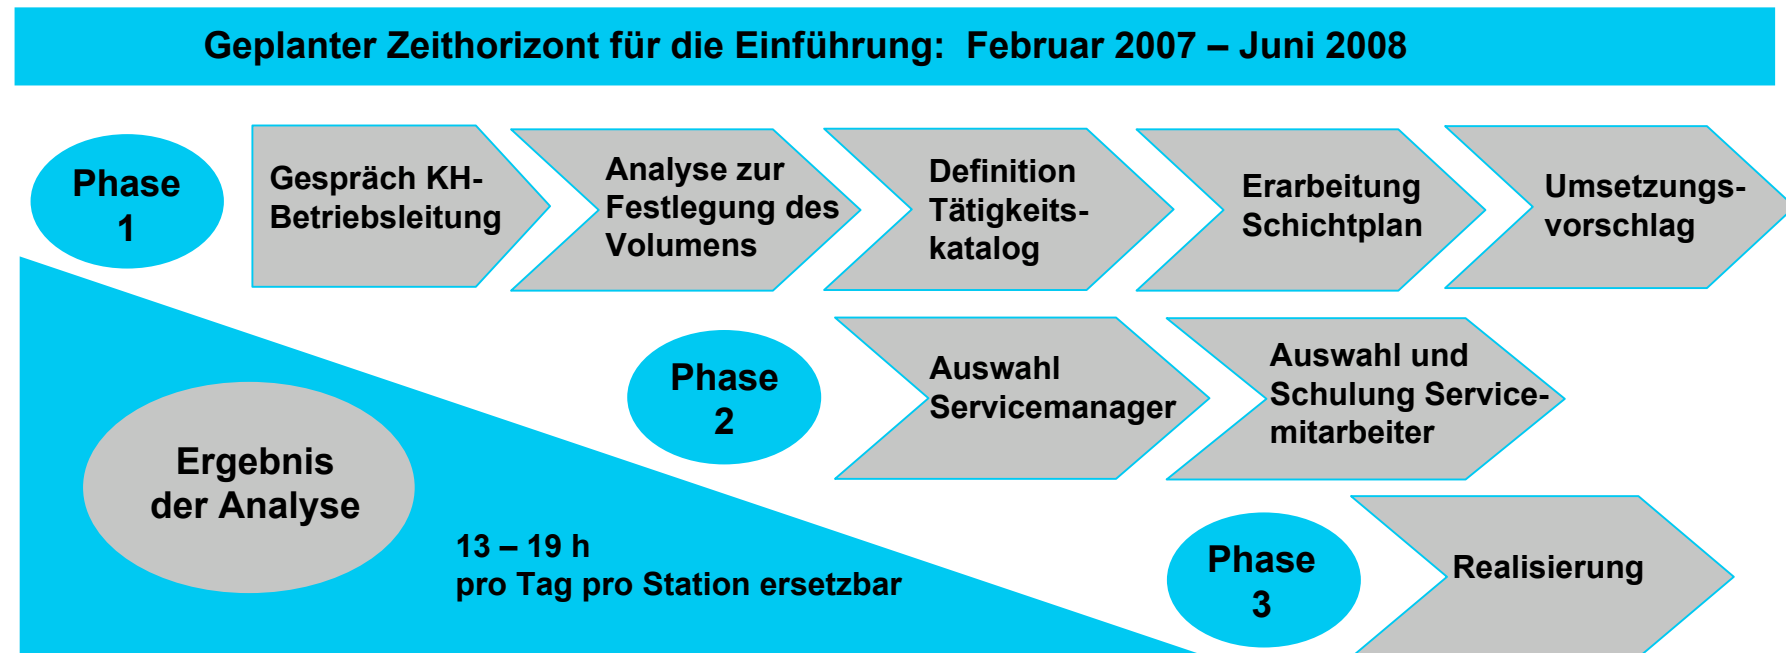 Geplanter Zeithorizont für die Einführung:  Februar 2007 – Juni 2008
Phase
1
Gespräch KH-
Betriebsleitung
Analyse zur
Festlegung des
Volumens
Definition
Tätigkeits-
katalog
Erarbeitung
Schichtplan
Umsetzungs-
vorschlag
Phase
2
Auswahl
Servicemanager
Auswahl und
Schulung Service-
mitarbeiter
Ergebnis
der Analyse
13 – 19 h
pro Tag pro Station ersetzbar
Phase
3
Realisierung